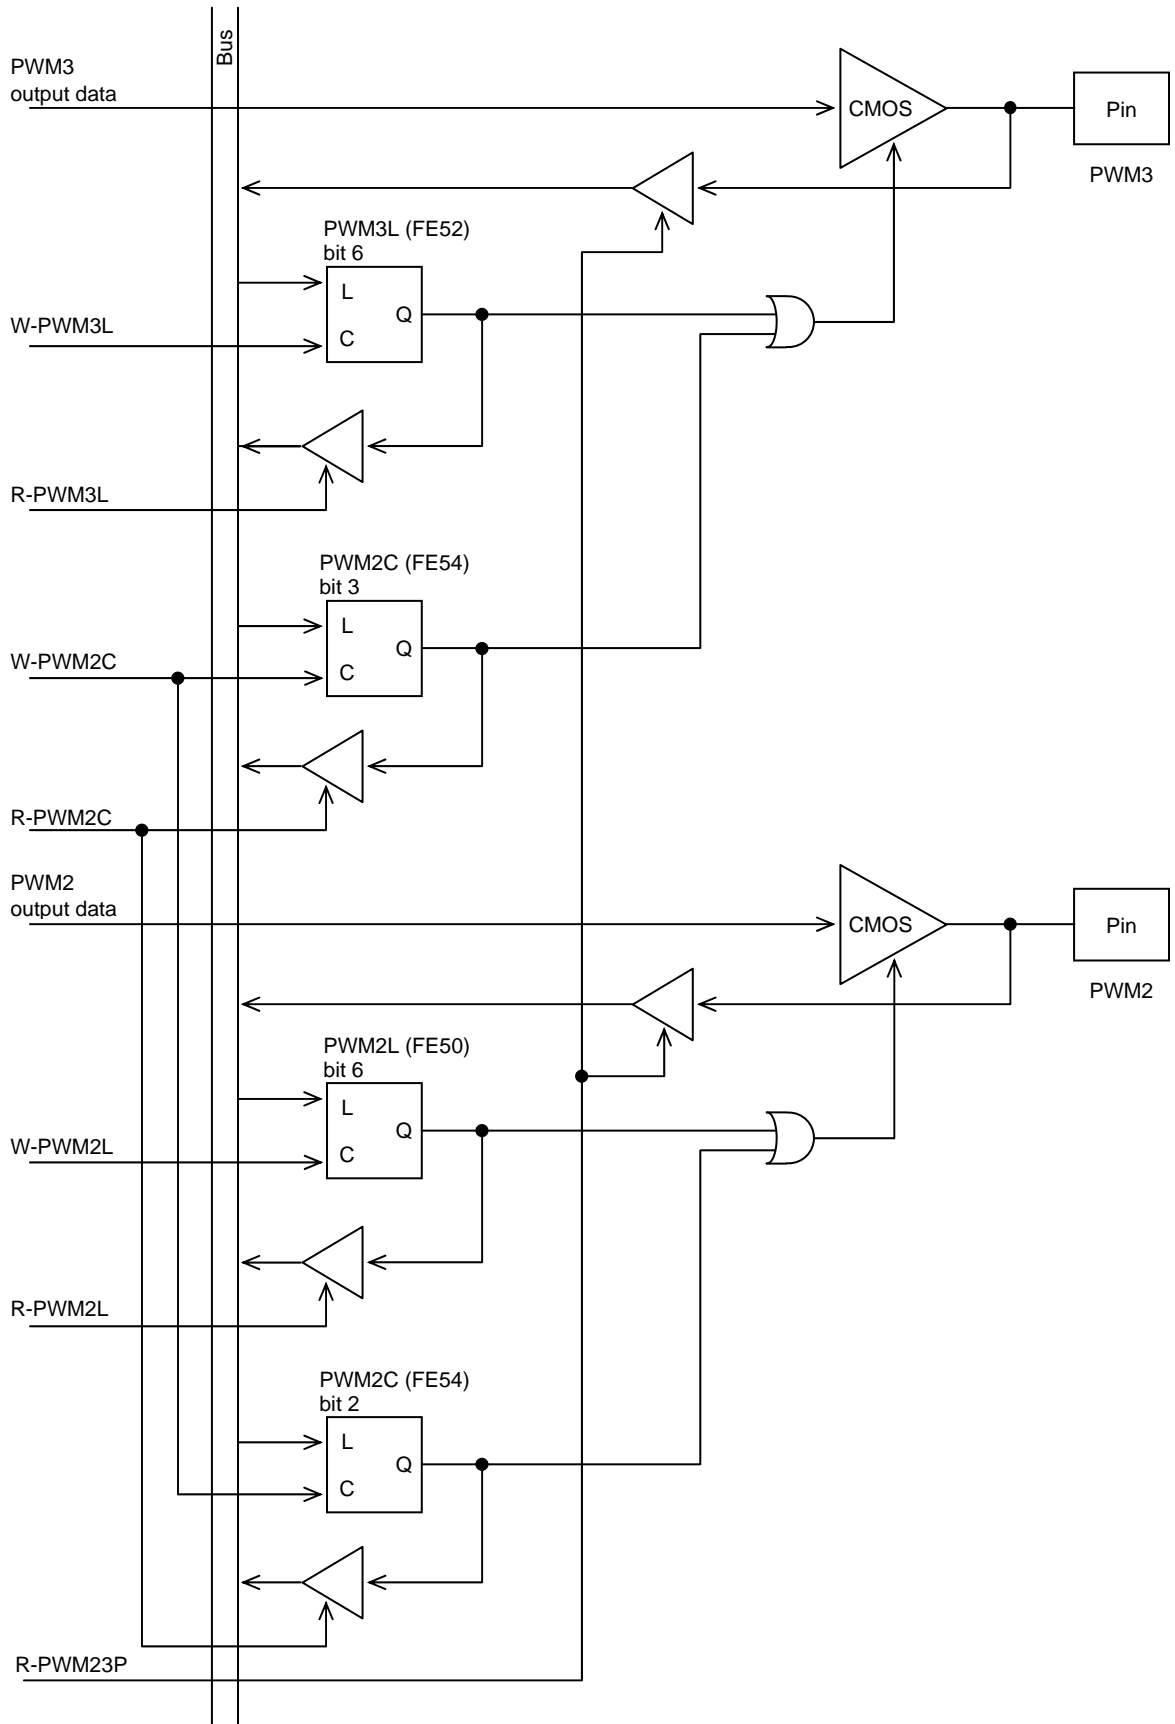 Bus
PWM3
output data
CMOS
Pin
PWM3
PWM3L (FE52)
bit 6
L
Q
W-PWM3L
C
R-PWM3L
PWM2C (FE54)
bit 3
L
Q
W-PWM2C
C
R-PWM2C
PWM2
output data
CMOS
Pin
PWM2
PWM2L (FE50)
bit 6
L
Q
W-PWM2L
C
R-PWM2L
PWM2C (FE54)
bit 2
L
Q
C
R-PWM23P